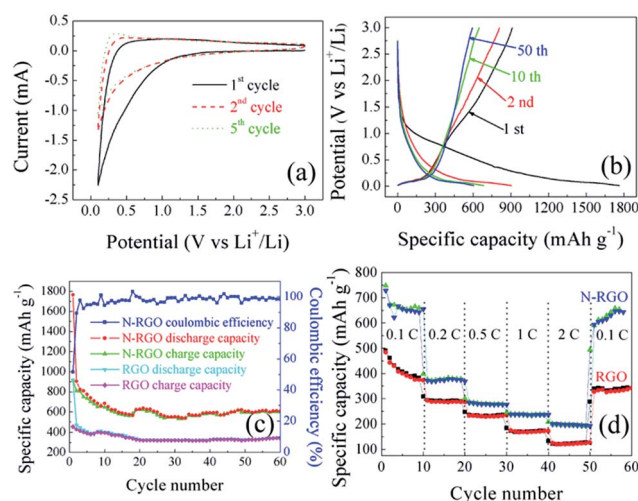 (a)
Current (mA)
0.5
0.0
-0.5
-1.0
-1.5
-2.0
-2.5
1st cycle
2nd cycle
5th cycle
0.0 0.5 1.0 1.5 2.0 2.5 3.0
Potential (V vs Li+/Li)
(b)
Potential (V vs Li+/Li)
3.0
2.5
2.0
1.5
1.0
0.5
0.0
50 th
10 th
2 nd
1 st
0 300 600 900 1200 1500 1800
Specific capacity (mAh g-1)
(c)
Specific capacity (mAh g-1)
1800
1600
1400
1200
1000
800
600
400
200
0
N-RGO coulombic efficiency
N-RGO discharge capacity
N-RGO charge capacity
RGO discharge capacity
RGO charge capacity
100
80
60
40
20
0
Coulombic efficiency (%)
0 10 20 30 40 50 60
Cycle number
(d)
Specific capacity (mAh g-1)
800
700
600
500
400
300
200
100
N-RGO
0.1 C 0.2 C 0.5 C 1 C 2 C 0.1 C
RGO
0 10 20 30 40 50 60
Cycle number